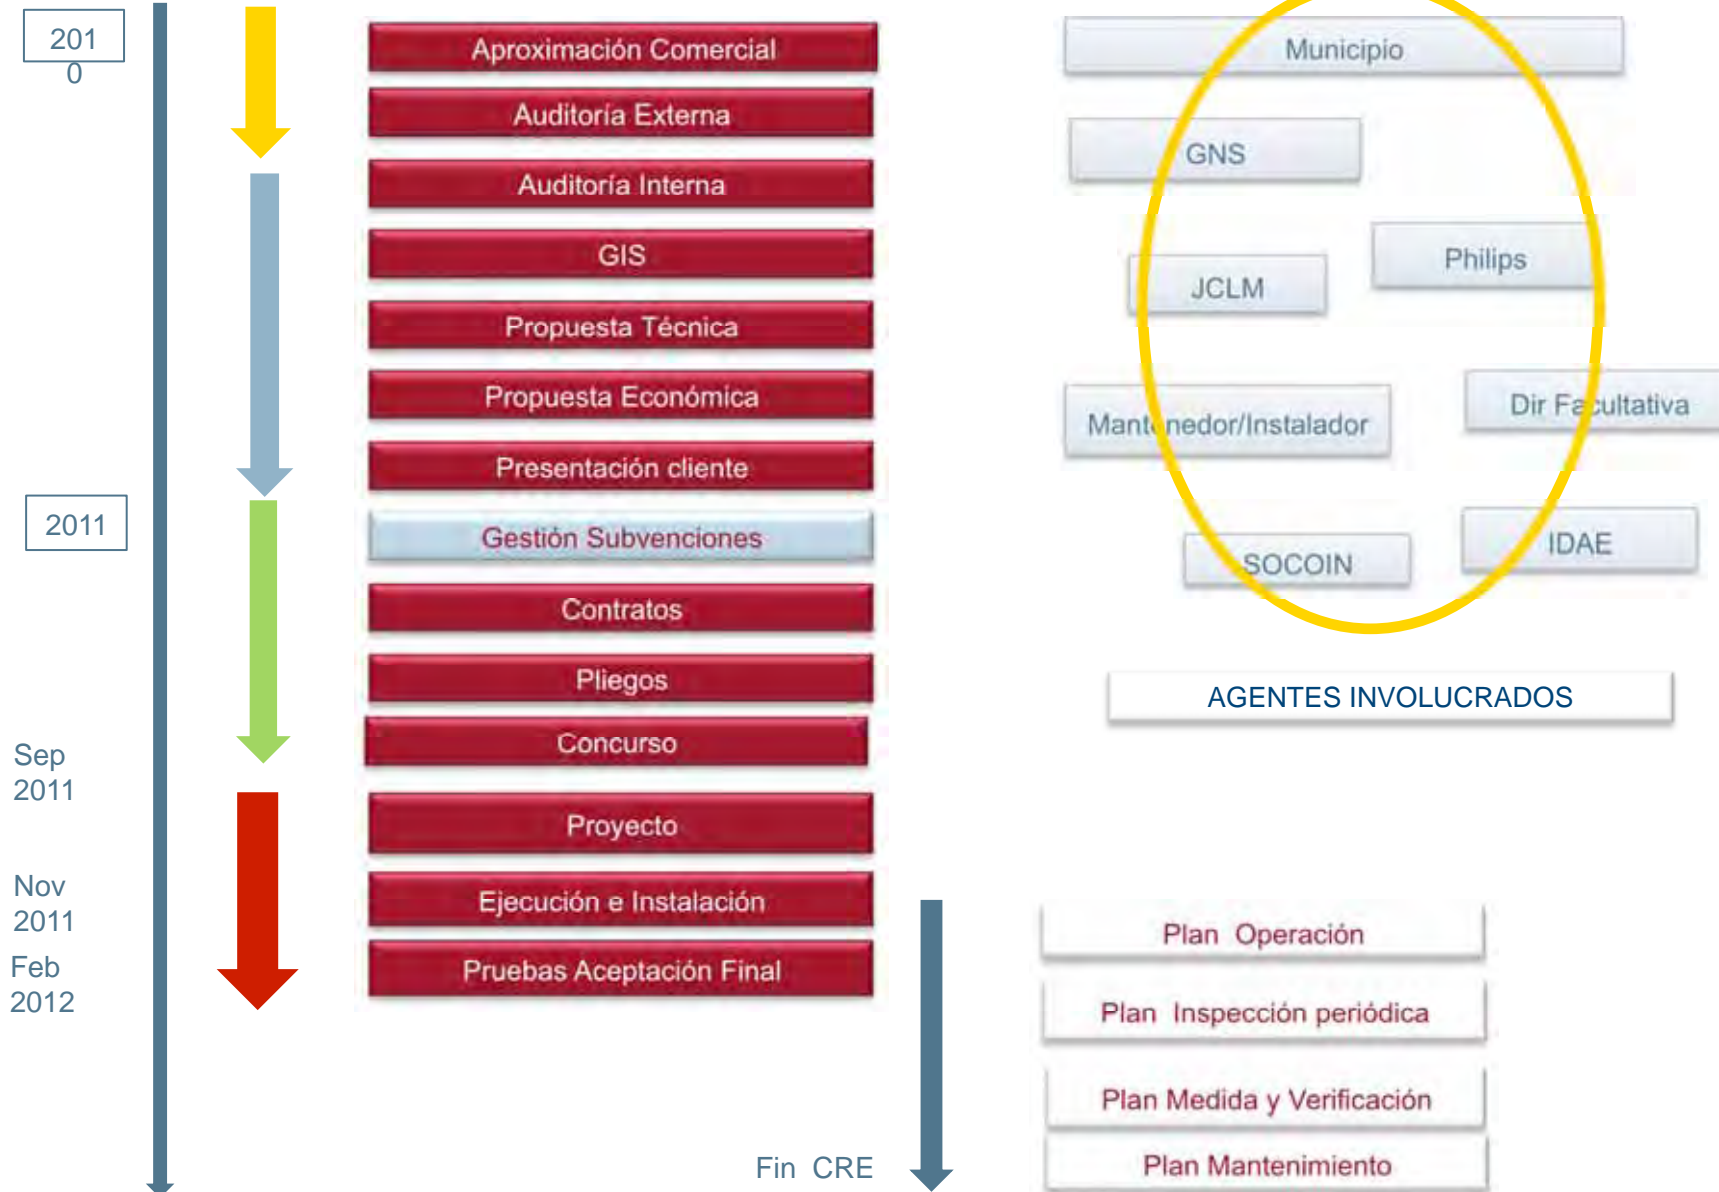 201
0
Aproximación Comercial
Auditoría Externa
Auditoría Interna
GIS
Propuesta Técnica
Propuesta Económica
Presentación cliente
2011
Gestión Subvenciones
Contratos
Pliegos
Concurso
Sep
2011
Proyecto
Nov
2011
Ejecución e Instalación
Feb
2012
Pruebas Aceptación Final
Fin CRE
Municipio
GNS
Philips
JCLM
Dir Facultativa
Mantenedor/Instalador
IDAE
SOCOIN
AGENTES INVOLUCRADOS
Plan Operación
Plan Inspección periódica
Plan Medida y Verificación
Plan Mantenimiento